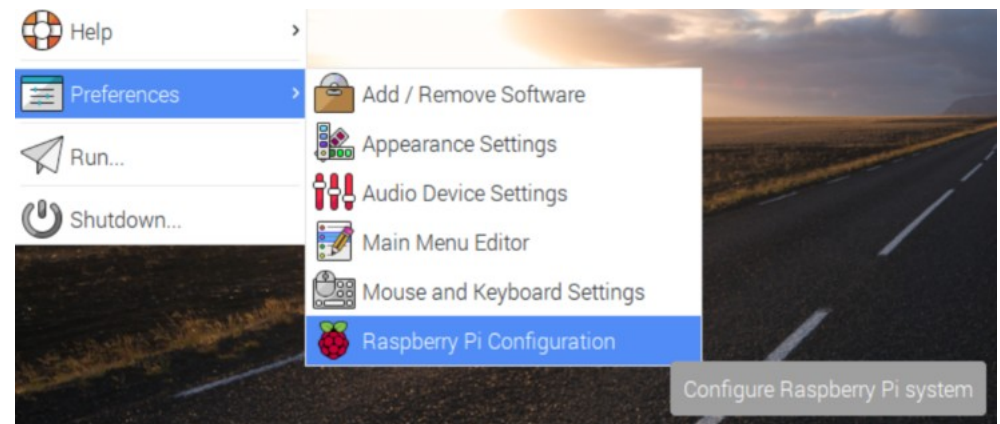 Help
Preferences
Run...
Shutdown...
Add / Remove Software
Appearance Settings
Audio Device Settings
Main Menu Editor
Mouse and Keyboard Settings
Raspberry Pi Configuration
Configure Raspberry Pi system